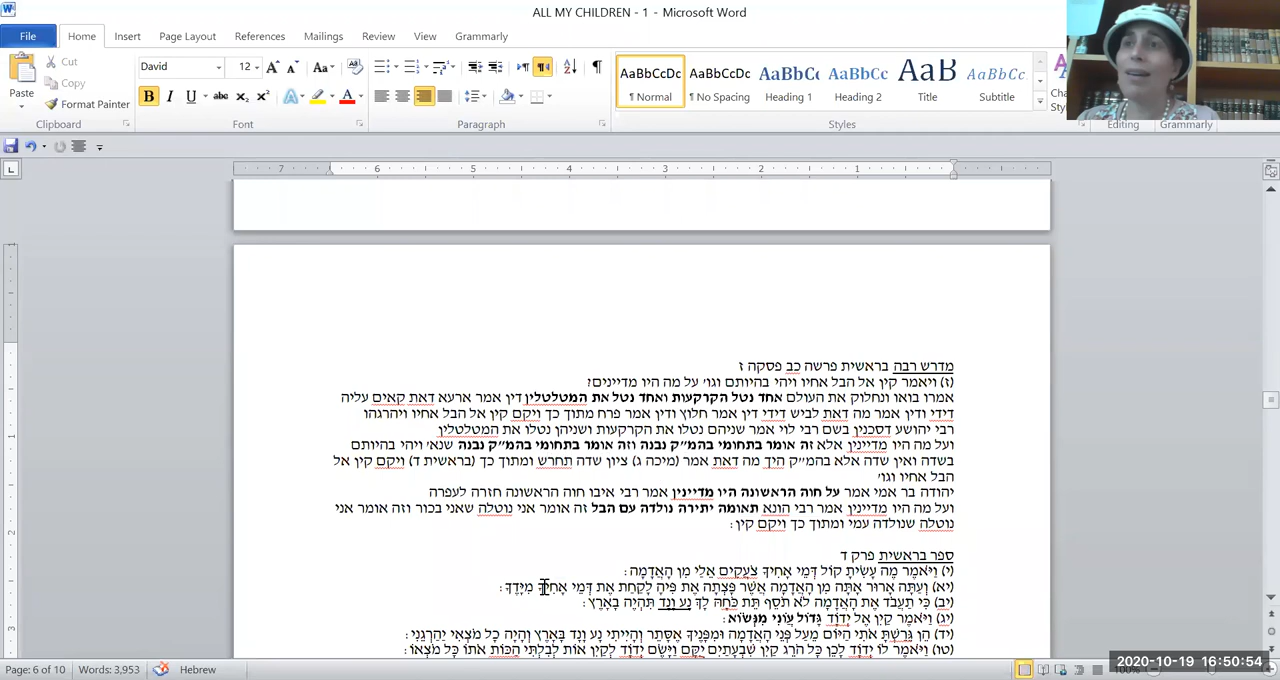 ALL MY CHILDREN - 1 - Microsoft Word
File Home Insert Page Layout References Mailings Review View Grammarly
Paste Cut Copy Format Painter
David 12
AaBbCcDc AaBbCcDc AaBbCc AaBbCc AaB AaBbCc.
¶ Normal ¶ No Spacing Heading 1 Heading 2 Title Subtitle
Clipboard Font Paragraph Styles Editing Grammarly
7 6 5 4 3 2 1
מדרש רבה בראשית פרשה כב פסקה ז
(ז) ויאמר קין אל הבל אחיו ויהי בהיותם וגו' על מה היו מדיינים?
אמרו בואו ונחלוק את העולם אחד נטל הקרקעות ואחד נטל את המטלטלין דין אמר ארעא דאת קאים עליה
דידי ודין אמר מה דאת לביש דידי דין אמר חלוץ ודין אמר פרח מתוך כך ויקם קין אל הבל אחיו ויהרגהו
רבי יהושע דסכנין בשם רבי לוי אמר שניהם נטלו את הקרקעות ושניהן נטלו את המטלטלין
ועל מה היו מדיינין אלא זה אומר בתחומי בהמ"ק נבנה וזה אומר בתחומי בהמ"ק נבנה שנא' ויהי בהיותם
בשדה ואין שדה אלא בהמ"ק היך מה דאת אמר (מיכה ג) ציון שדה תחרש ומתוך כך (בראשית ד) ויקם קין אל
הבל אחיו וגו'
יהודה בר אמי אמר על חוה הראשונה היו מדיינין אמר רבי איבו חוה הראשונה חזרה לעפרה
ועל מה היו מדיינין אמר רבי הונא תאומה יתירה נולדה עם הבל זה אומר אני נוטלה שאני בכור וזה אומר אני
נוטלה שנולדה עמי ומתוך כך ויקם קין:
ספר בראשית פרק ד
(י) וַיֹּאמֶר מֶה עָשִׂיתָ קוֹל דְּמֵי אָחִיךָ צֹעֲקִים אֵלַי מִן הָאֲדָמָה:
(יא) וְעַתָּה אָרוּר אָתָּה מִן הָאֲדָמָה אֲשֶׁר פָּצְתָה אֶת פִּיהָ לָקַחַת אֶת דְּמֵי אָחִיךָ מִיָּדֶךָ:
(יב) כִּי תַעֲבֹד אֶת הָאֲדָמָה לֹא תֹסֵף תֵּת כֹּחָהּ לָךְ נָע וָנָד תִּהְיֶה בָאָרֶץ:
(יג) וַיֹּאמֶר קַיִן אֶל יְדֹוָד גָּדוֹל עֲוֹנִי מִנְּשׂוֹא:
(יד) הֵן גֵּרַשְׁתָּ אֹתִי הַיּוֹם מֵעַל פְּנֵי הָאֲדָמָה וּמִפָּנֶיךָ אֶסָּתֵר וְהָיִיתִי נָע וָנָד בָּאָרֶץ וְהָיָה כָל מֹצְאִי יַהַרְגֵנִי:
(טו) וַיֹּאמֶר לוֹ יְדֹוָד לָכֵן כָּל הֹרֵג קַיִן שִׁבְעָתַיִם יֻקָּם וַיָּשֶׂם יְדֹוָד לְקַיִן אוֹת לְבִלְתִּי הַכּוֹת אֹתוֹ כָּל מֹצְאוֹ:
Page: 6 of 10 Words: 3,953 Hebrew
2020-10-19 16:50:54